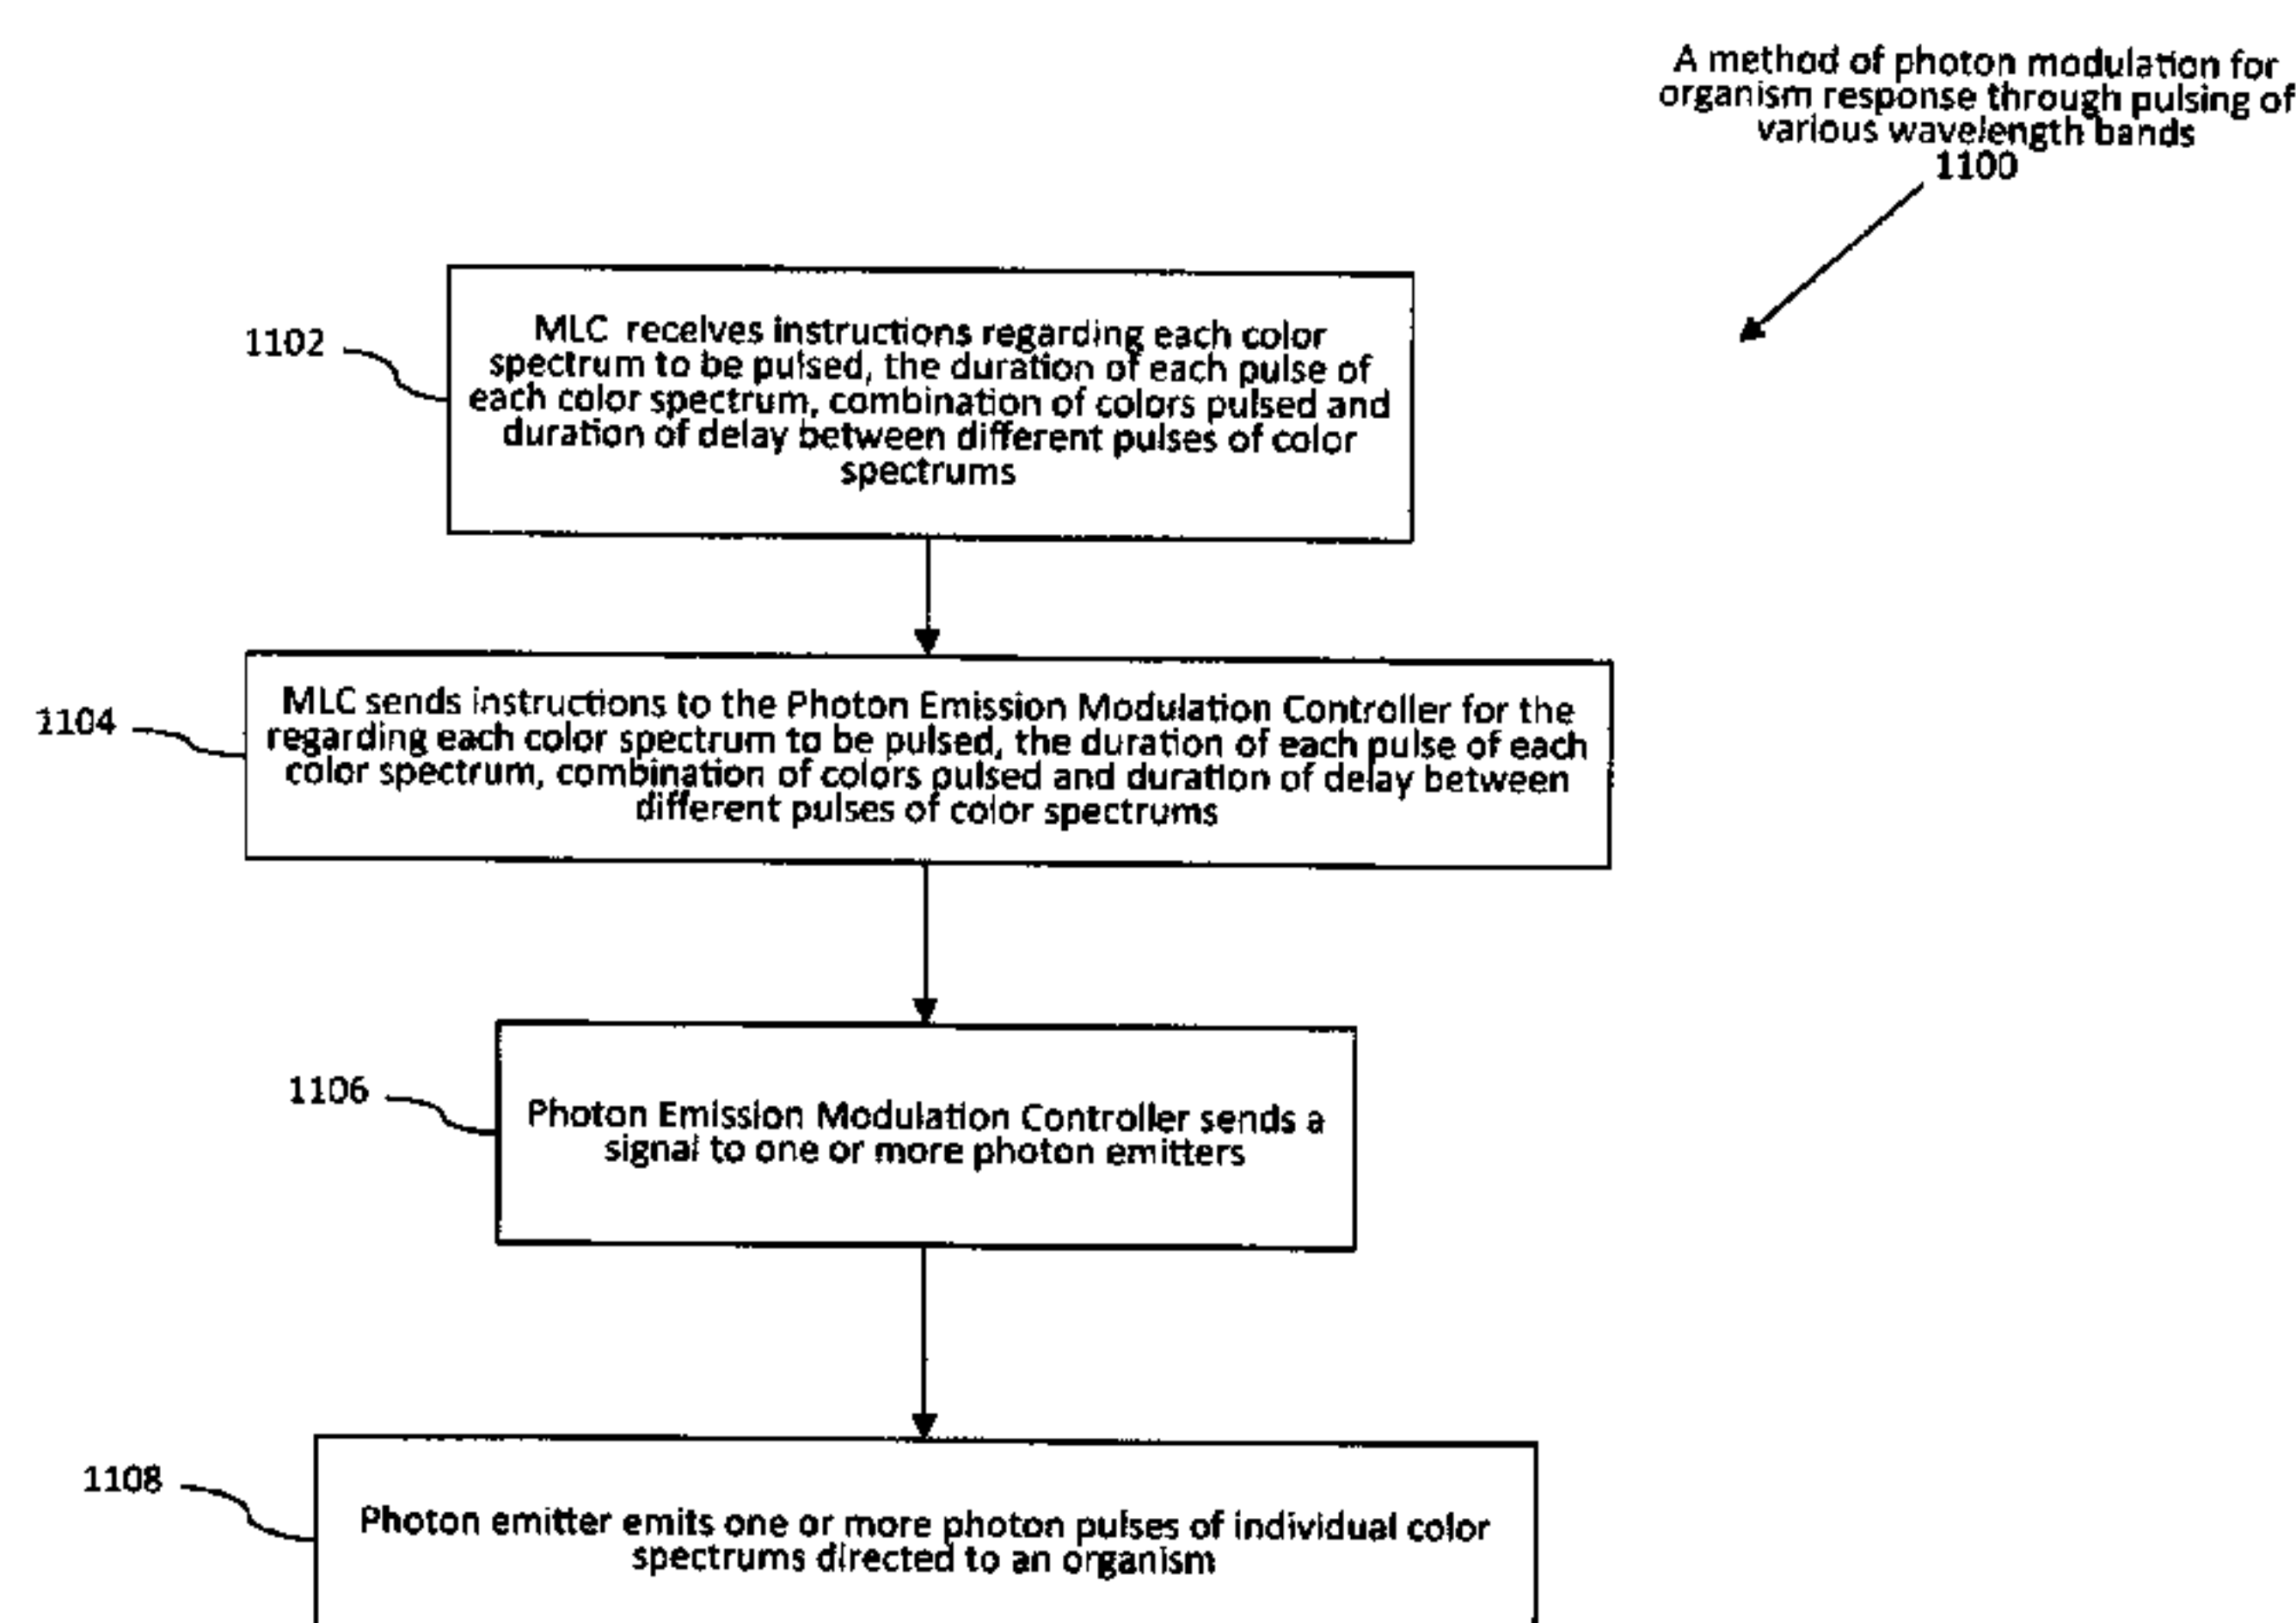 A method of photon modulation for
organism response through pulsing of
various wavelength bands
1100
1102
MLC receives instructions regarding each color
spectrum to be pulsed, the duration of each pulse of
each color spectrum, combination of colors pulsed and
duration of delay between different pulses of color
spectrums
1104
MLC sends instructions to the Photon Emission Modulation Controller for the
regarding each color spectrum to be pulsed, the duration of each pulse of each
color spectrum, combination of colors pulsed and duration of delay between
different pulses of color spectrums
1106
Photon Emission Modulation Controller sends a
signal to one or more photon emitters
1108
Photon emitter emits one or more photon pulses of individual color
spectrums directed to an organism